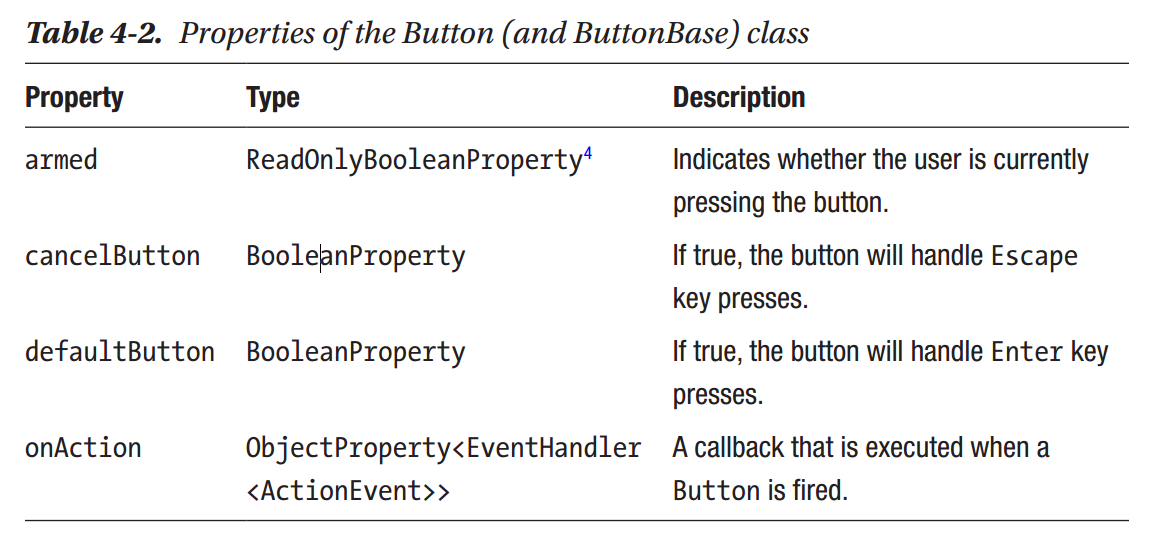 Table 4-2. Properties of the Button (and ButtonBase) class
Property Type Description
armed ReadOnlyBooleanProperty4 Indicates whether the user is currently
pressing the button.
cancelButton BooleanProperty If true, the button will handle Escape
key presses.
defaultButton BooleanProperty If true, the button will handle Enter key
presses.
onAction ObjectProperty<EventHandler A callback that is executed when a
<ActionEvent>> Button is fired.